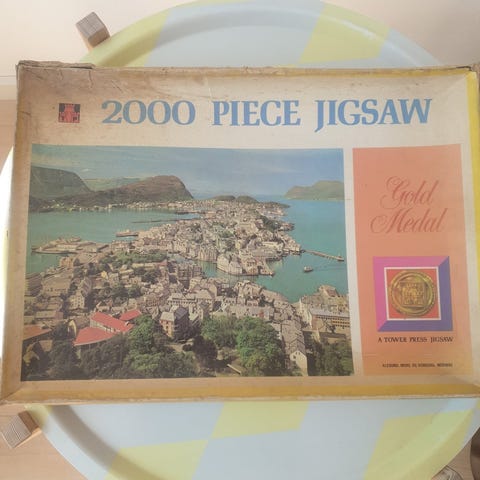 2000 PIECE JIGSAW
Gold
Medal
A TOWER PRESS JIGSAW